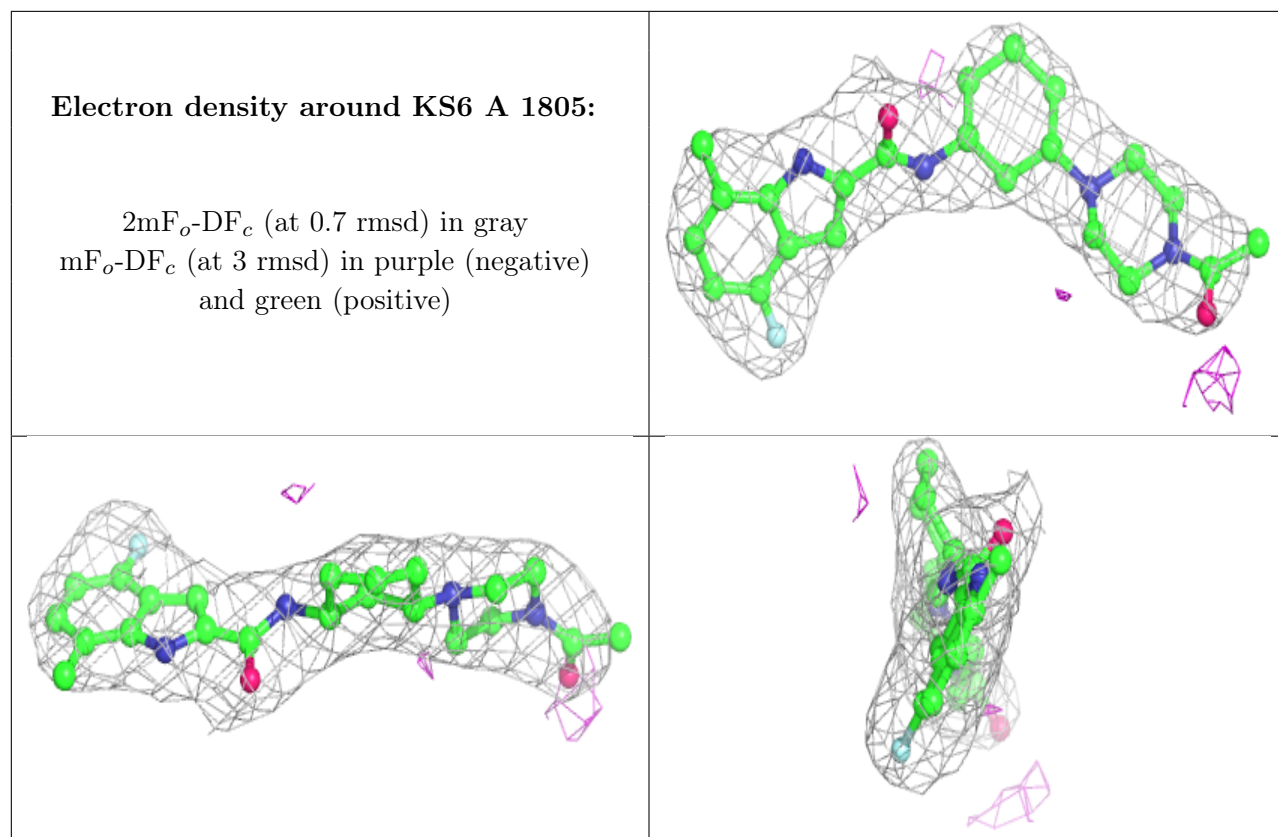 Electron density around KS6 A 1805:
2mFo-DFc (at 0.7 rmsd) in gray
mFo-DFc (at 3 rmsd) in purple (negative)
and green (positive)